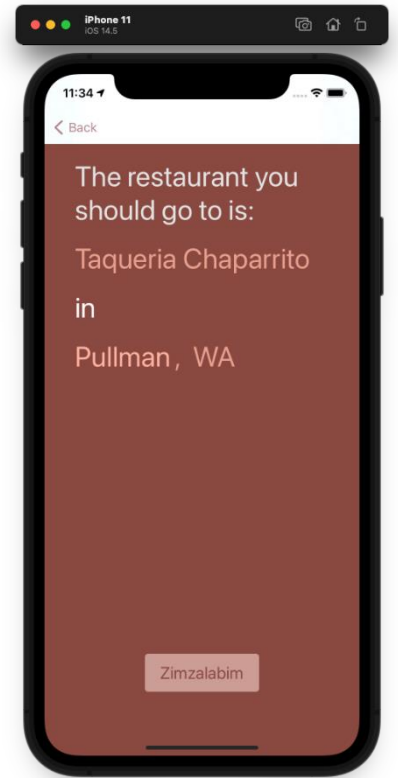 iPhone 11
iOS 14.5
11:34
Back
The restaurant you
should go to is:
Taqueria Chaparrito
in
Pullman , WA
Zimzalabim